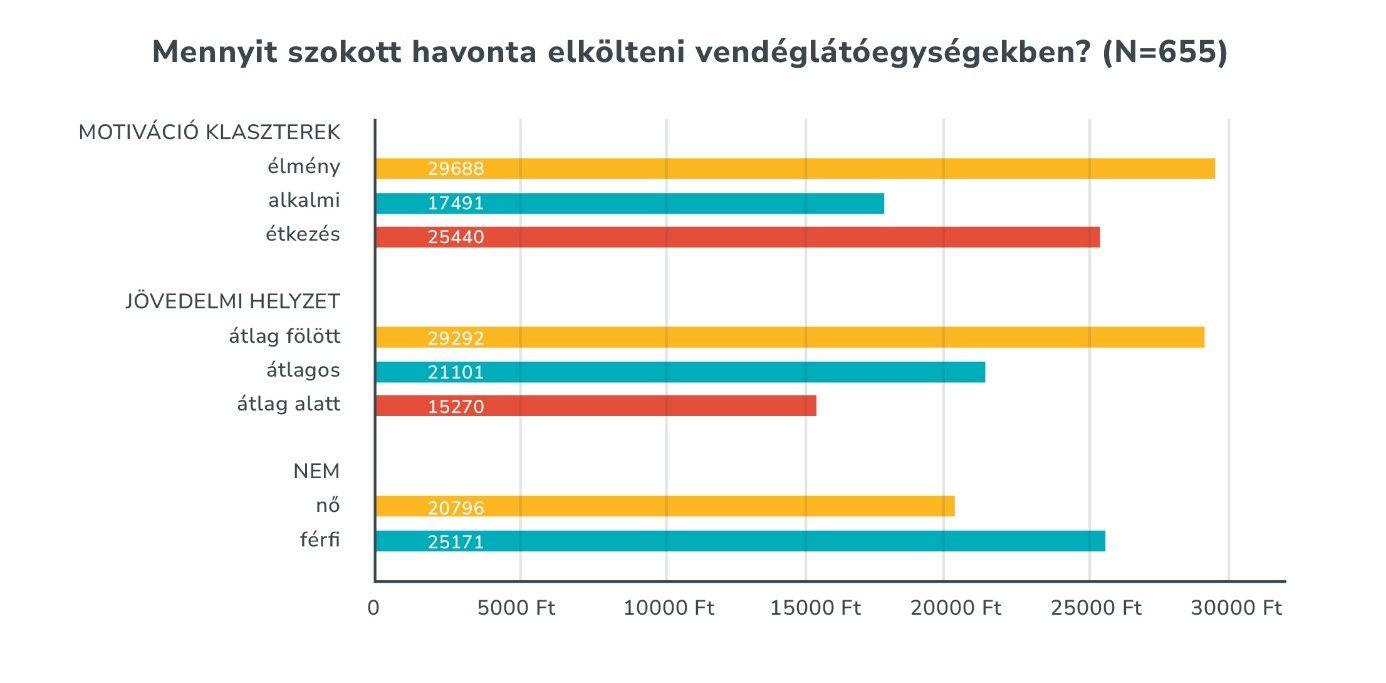 Mennyit szokott havonta elkölteni vendéglátóegységekben? (N=655)
MOTIVÁCIÓ KLASZTEREK
élmény 29688
alkalmi 17491
étkezés 25440
JÖVEDELMI HELYZET
átlag fölött 29292
átlagos 21101
átlag alatt 15270
NEM
nő 20796
férfi 25171
0 5000 Ft 10000 Ft 15000 Ft 20000 Ft 25000 Ft 30000 Ft